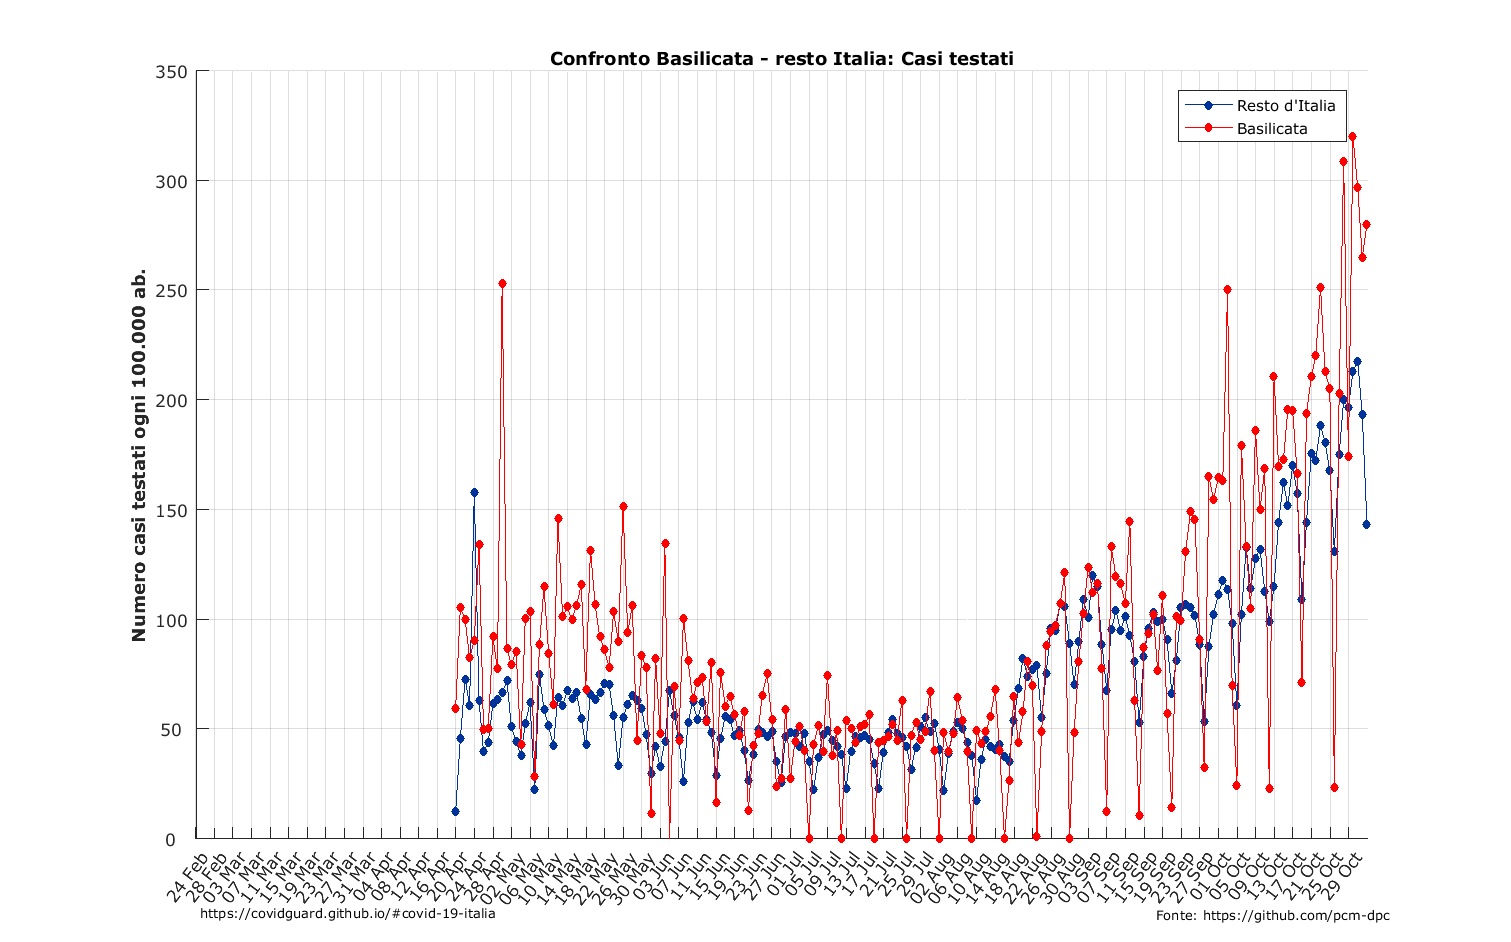 Confronto Basilicata - resto Italia: Casi testati
Numero casi testati ogni 100.000 ab.
350
300
250
200
150
100
50
0
Resto d'Italia
Basilicata
24 Feb
28 Feb
03 Mar
07 Mar
11 Mar
15 Mar
19 Mar
23 Mar
27 Mar
31 Mar
04 Apr
08 Apr
12 Apr
16 Apr
20 Apr
24 Apr
28 Apr
02 May
06 May
10 May
14 May
18 May
22 May
26 May
30 May
03 Jun
07 Jun
11 Jun
15 Jun
19 Jun
23 Jun
27 Jun
01 Jul
05 Jul
09 Jul
13 Jul
17 Jul
21 Jul
25 Jul
29 Jul
02 Aug
06 Aug
10 Aug
14 Aug
18 Aug
22 Aug
26 Aug
30 Aug
03 Sep
07 Sep
11 Sep
15 Sep
19 Sep
23 Sep
27 Sep
01 Oct
05 Oct
09 Oct
13 Oct
17 Oct
21 Oct
25 Oct
29 Oct
https://covidguard.github.io/#covid-19-italia
Fonte: https://github.com/pcm-dpc